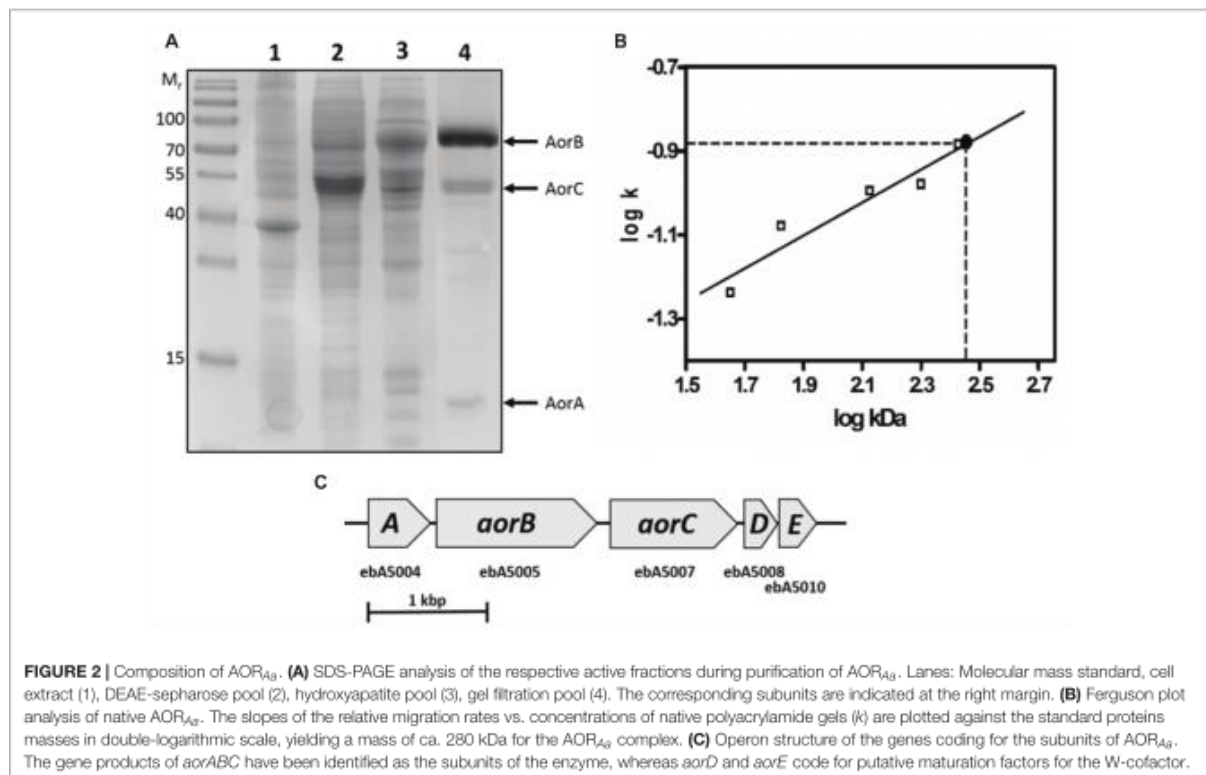 A
1 2 3 4
Mr
100
70
55
40
15
AorB
AorC
AorA
B
-0.7
-0.9
-1.1
-1.3
log k
1.5 1.7 1.9 2.1 2.3 2.5 2.7
log kDa
C
A aorB aorC D E
ebA5004 ebA5005 ebA5007 ebA5008
ebA5010
1 kbp
FIGURE 2 | Composition of AORAa. (A) SDS-PAGE analysis of the respective active fractions during purification of AORAa. Lanes: Molecular mass standard, cell
extract (1), DEAE-sepharose pool (2), hydroxyapatite pool (3), gel filtration pool (4). The corresponding subunits are indicated at the right margin. (B) Ferguson plot
analysis of native AORAa. The slopes of the relative migration rates vs. concentrations of native polyacrylamide gels (k) are plotted against the standard proteins
masses in double-logarithmic scale, yielding a mass of ca. 280 kDa for the AORAa complex. (C) Operon structure of the genes coding for the subunits of AORAa.
The gene products of aorABC have been identified as the subunits of the enzyme, whereas aorD and aorE code for putative maturation factors for the W-cofactor.